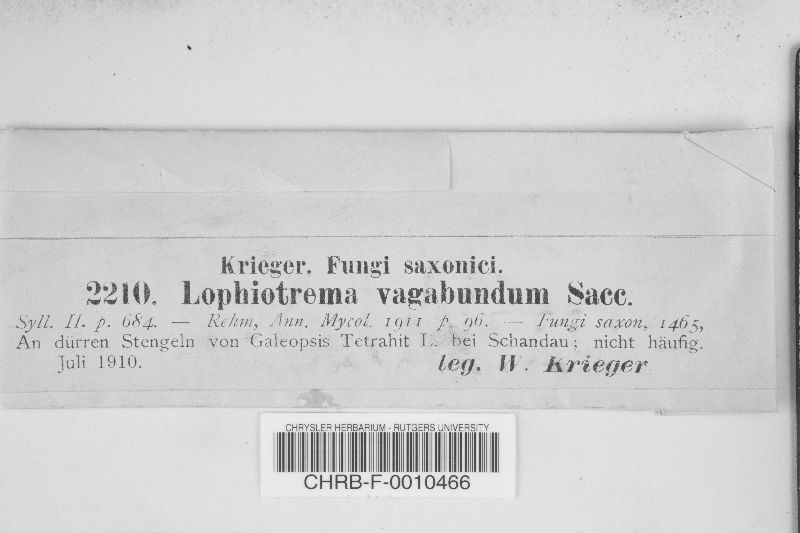 Krieger, Fungi saxonici.
2210. Lophiotrema vagabundum Sacc.
Syll. II. p. 684. — Rehm, Ann. Mycol. 1911 p. 96. — Fungi saxon, 1465,
An dürren Stengeln von Galeopsis Tetrahit L. bei Schandau; nicht häufig.
Juli 1910. leg. W. Krieger
CHRYSLER HERBARIUM - RUTGERS UNIVERSITY
CHRB-F-0010466